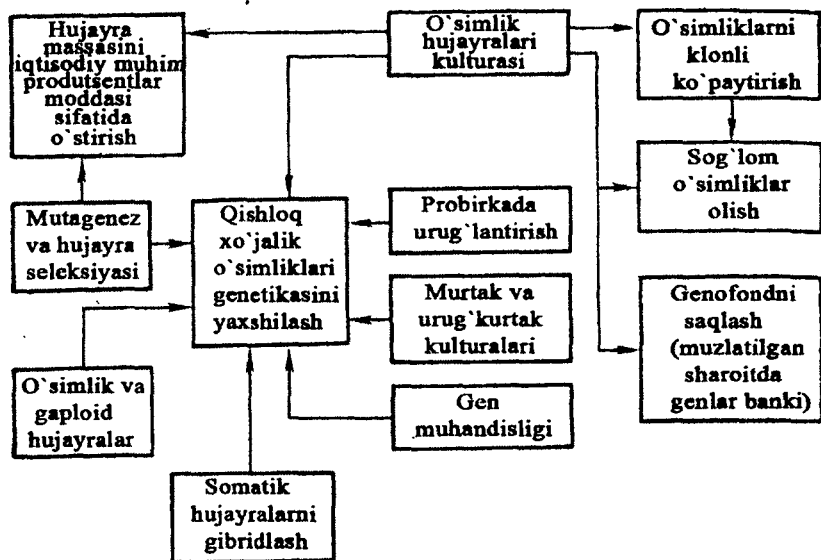 Hujayra
massasini
iqtisodiy muhim
produtsentlar
moddasi
sifatida
o`stirish
O`simlik
hujayralari
kulturasi
O`simliklarni
klonli
ko`paytirish
Sog`lom
o`simliklar
olish
Mutagenez
va hujayra
seleksiyasi
Qishloq
xo`jalik
o`simliklari
genetikasini
yaxshilash
Probirkada
urug`lantirish
Murtak va
urug`kurtak
kulturalari
Genofondni
saqlash
(muzlatilgan
sharoitda
genlar banki)
O`simlik va
gaploid
hujayralar
Gen
muhandisligi
Somatik
hujayralarni
gibridlash